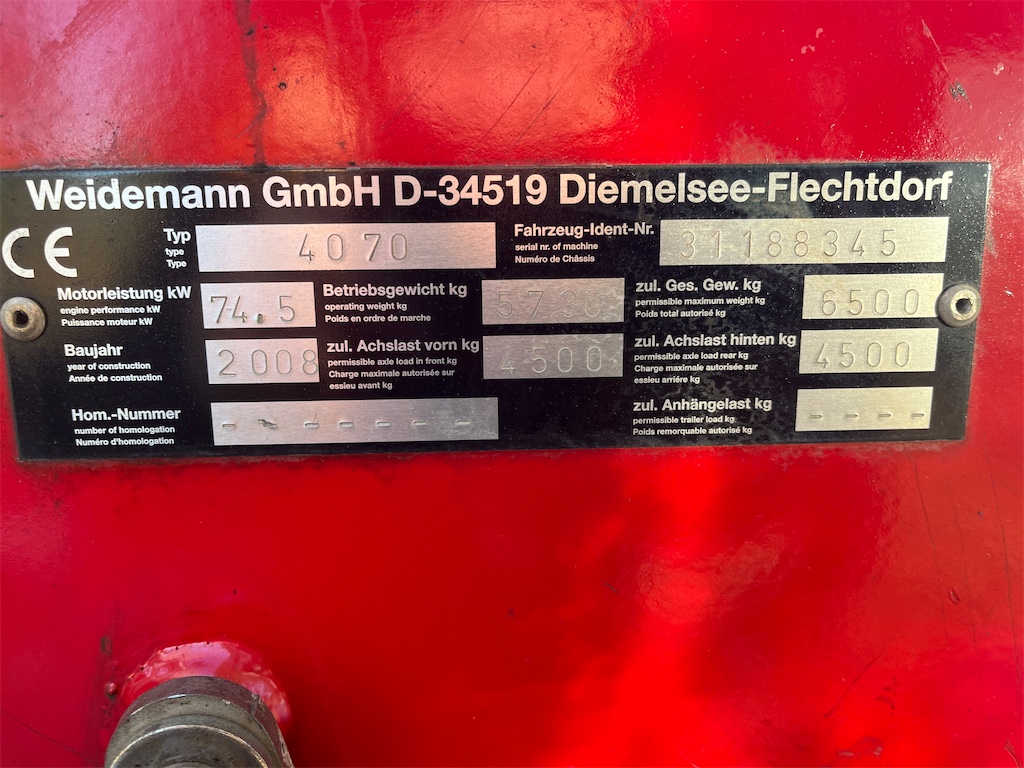 Weidemann GmbH D-34519 Diemelsee-Flechtdorf
CE
Typ
type
Type
4070
Fahrzeug-Ident-Nr.
serial nr. of machine
Numéro de Châssis
31188345
Motorleistung kW
engine performance kW
Puissance moteur kW
74.5
Betriebsgewicht kg
operating weight kg
Poids en ordre de marche
zul. Ges. Gew. kg
permissible maximum weight kg
Poids total autorisé kg
6500
Baujahr
year of construction
Année de construction
2008
zul. Achslast vorn kg
permissible axle load in front kg
Charge maximale autorisée sur
essieu avant kg
4500
zul. Achslast hinten kg
permissible axle load rear kg
Charge maximale autorisée sur
essieu arriére kg
4500
Hom.-Nummer
number of homologation
Numéro d'homologation
- - - - - - -
zul. Anhängelast kg
permissible trailer load kg
Poids remorquable autorisé kg
- - - -